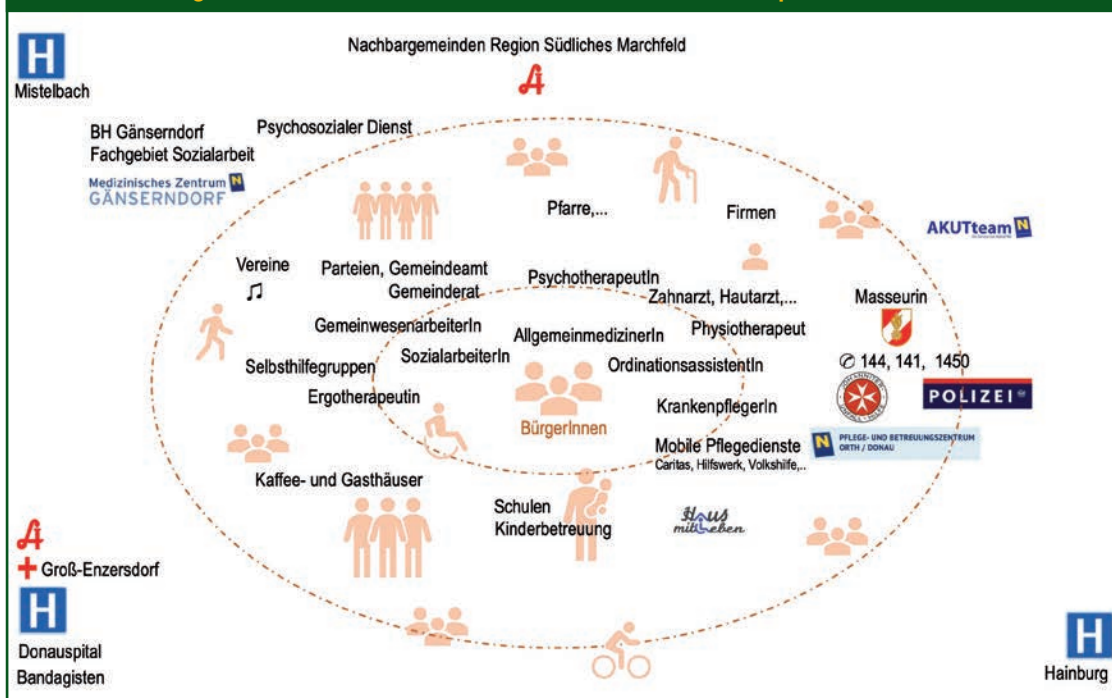 H
Mistelbach
Nachbargemeinden Region Südliches Marchfeld
BH Gänserndorf
Fachgebiet Sozialarbeit
Psychosozialer Dienst
Medizinisches Zentrum N
GÄNSERNDORF
Pfarre,...
Firmen
AKUTteam N
Vereine
Parteien, Gemeindeamt
Gemeinderat
PsychotherapeutIn
Zahnarzt, Hautarzt,...
Masseurin
GemeinwesenarbeiterIn
AllgemeinmedizinerIn
Physiotherapeut
SozialarbeiterIn
Selbsthilfegruppen
OrdinationsassistentIn
✆ 144, 141, 1450
Ergotherapeutin
BürgerInnen
KrankenpflegerIn
JOHANNITER
POLIZEI
Mobile Pflegedienste
Caritas, Hilfswerk, Volkshilfe,..
N PFLEGE- UND BETREUUNGSZENTRUM
ORTH / DONAU
Kaffee- und Gasthäuser
Schulen
Kinderbetreuung
Haus
mitLeben
Groß-Enzersdorf
H
Donauspital
Bandagisten
H
Hainburg